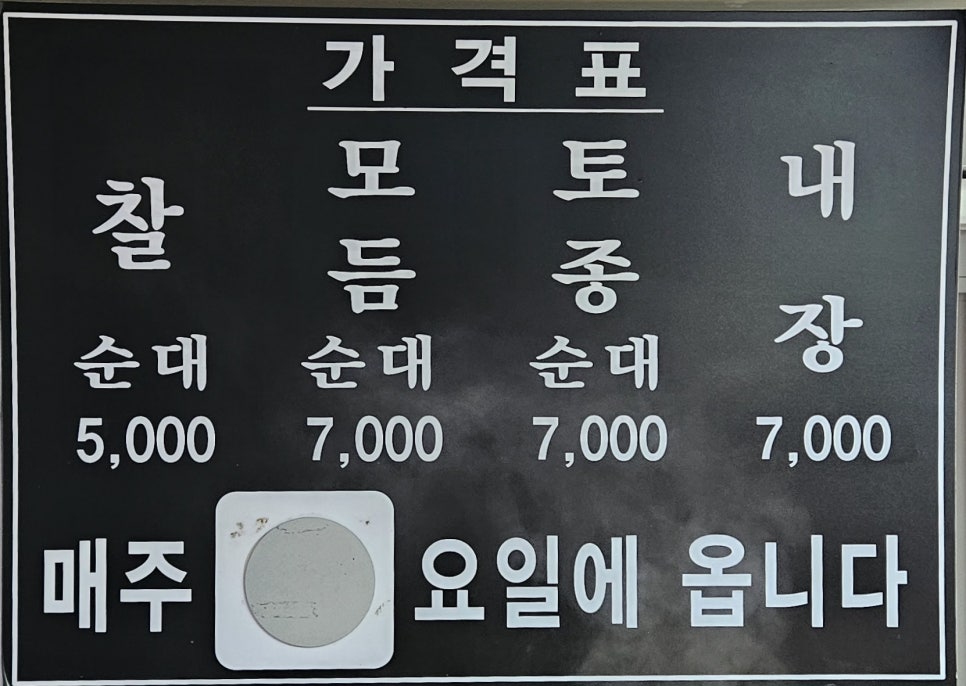 가격표
찰순대 5,000
모듬순대 7,000
토종순대 7,000
내장 7,000
매주 요일에 옵니다